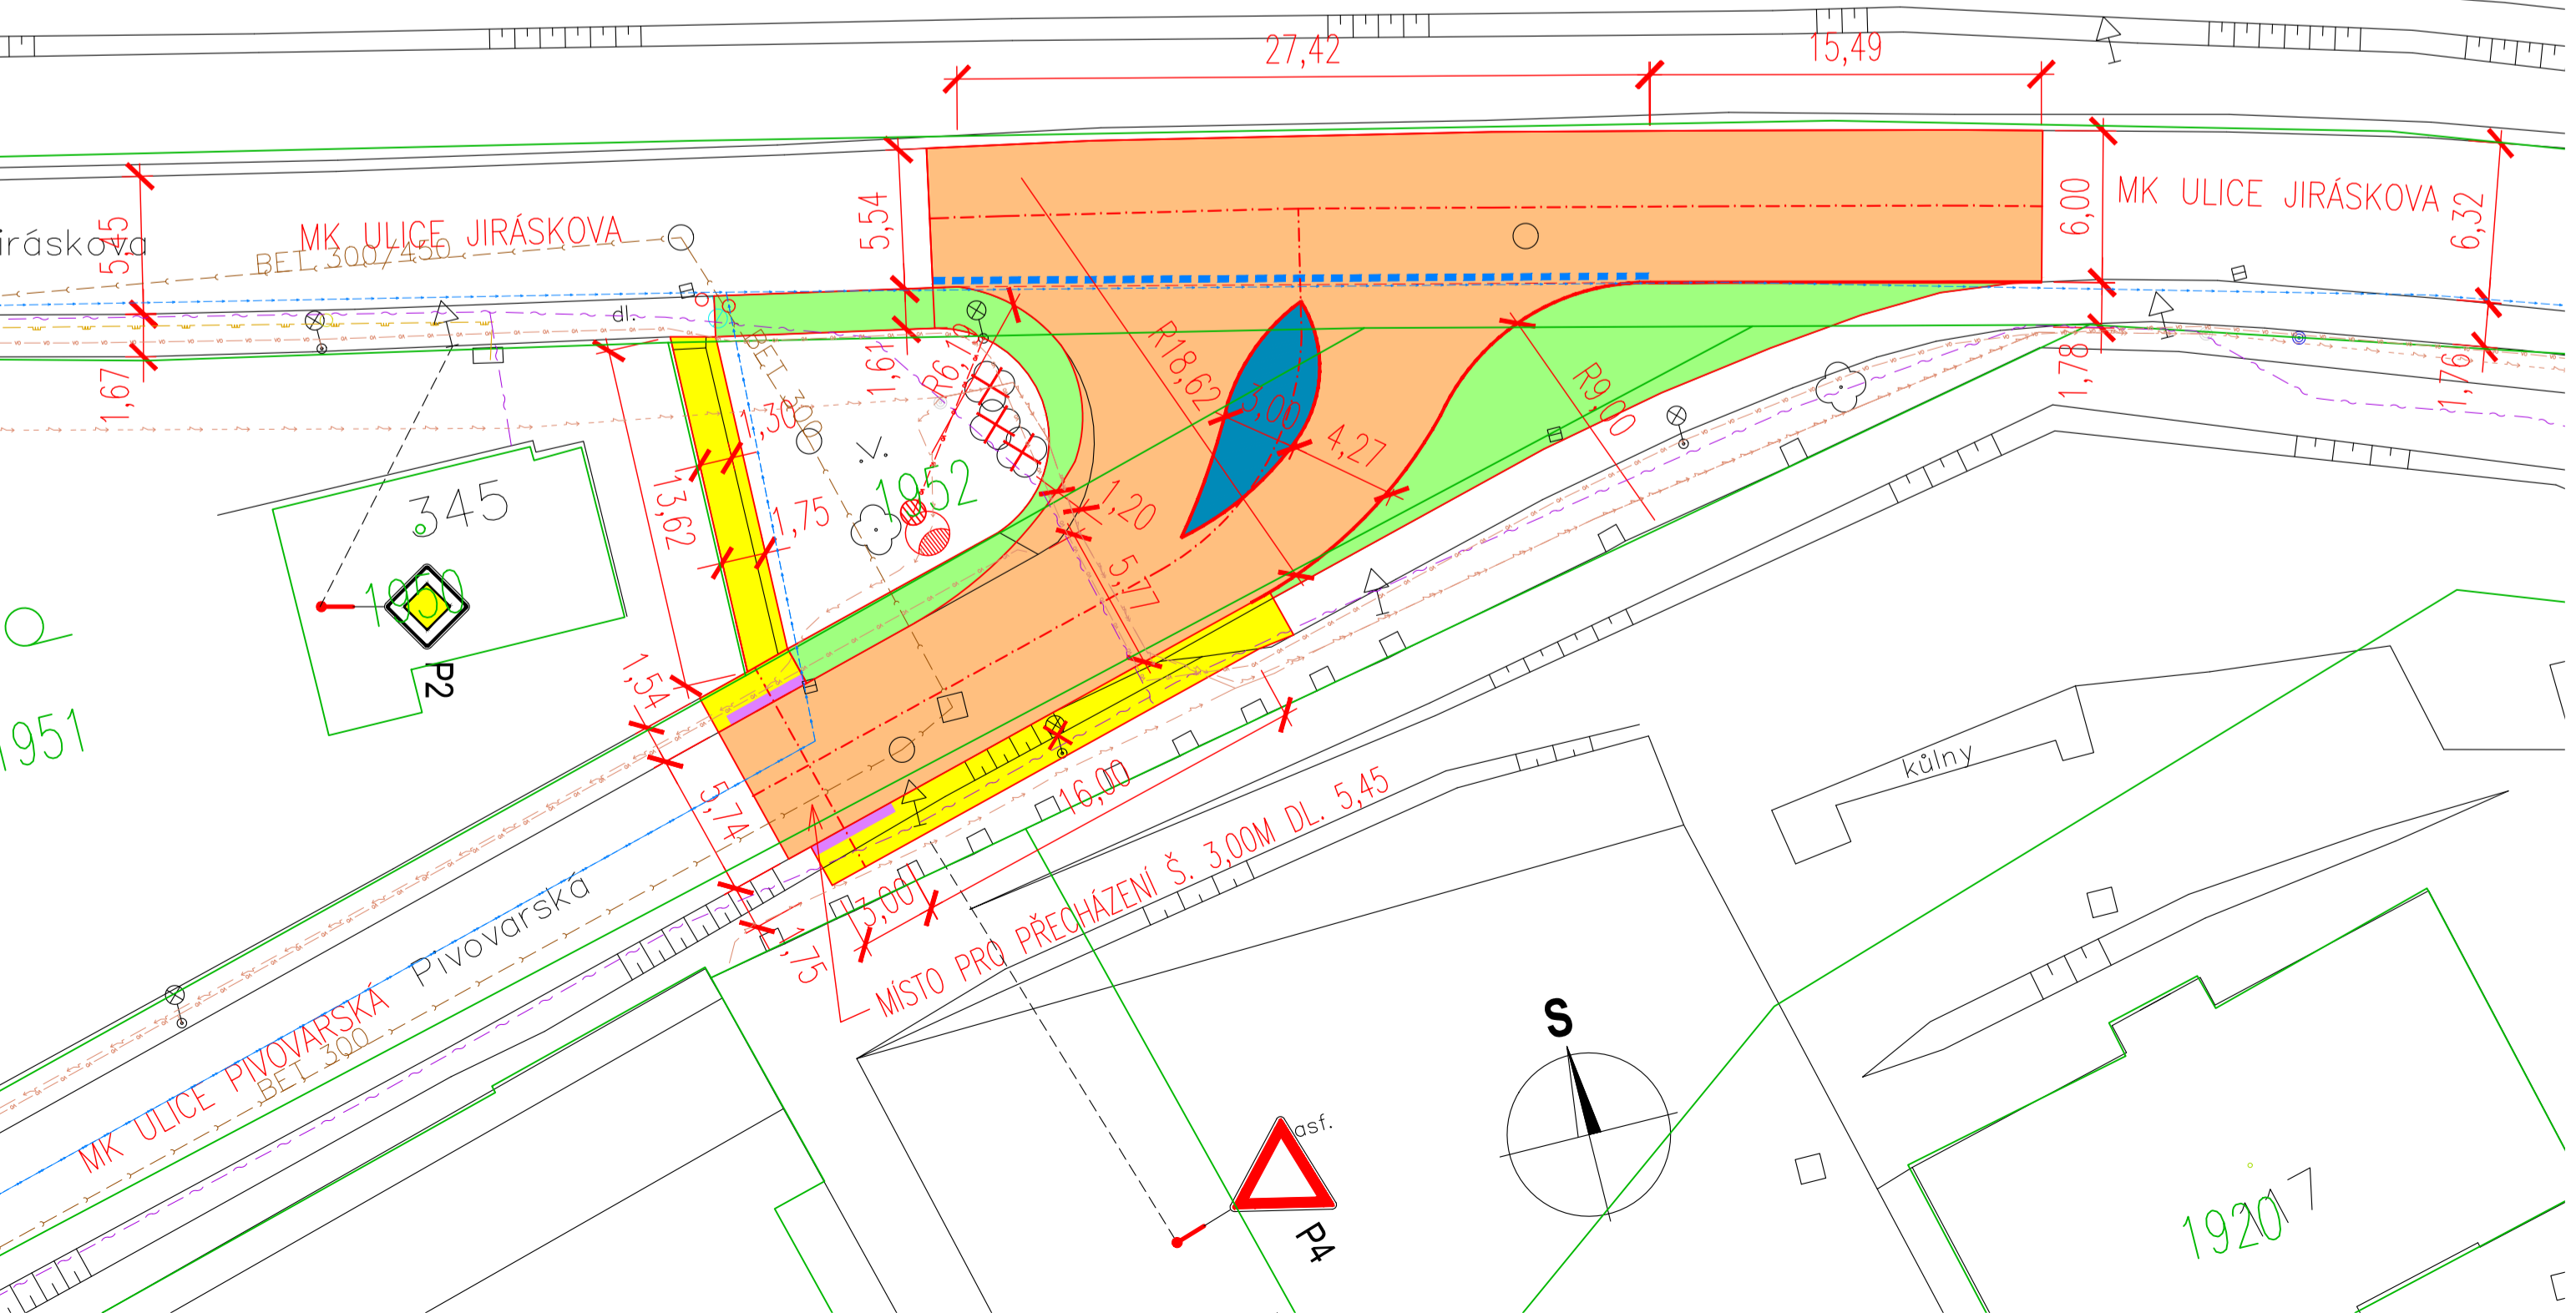 27,42
15,49
MK ULICE JIRÁSKOVA
MK ULICE JIRÁSKOVA
iráskova
BET 300/450
5,45
5,54
6,00
6,32
dl.
1,67
1,61
R6,19
R18,62
3,00
4,27
R9,00
1,78
1,76
BET 300
1,30
1,75
13,62
.V.
1952
345
1950
1,20
5,77
P2
1951
1,54
5,74
16,00
3,00
1,75
MÍSTO PRO PŘECHÁZENÍ Š. 3,00M DL. 5,45
kůlny
Pivovarská
MK ULICE PIVOVARSKÁ
BET 300
S
asf.
P4
1920